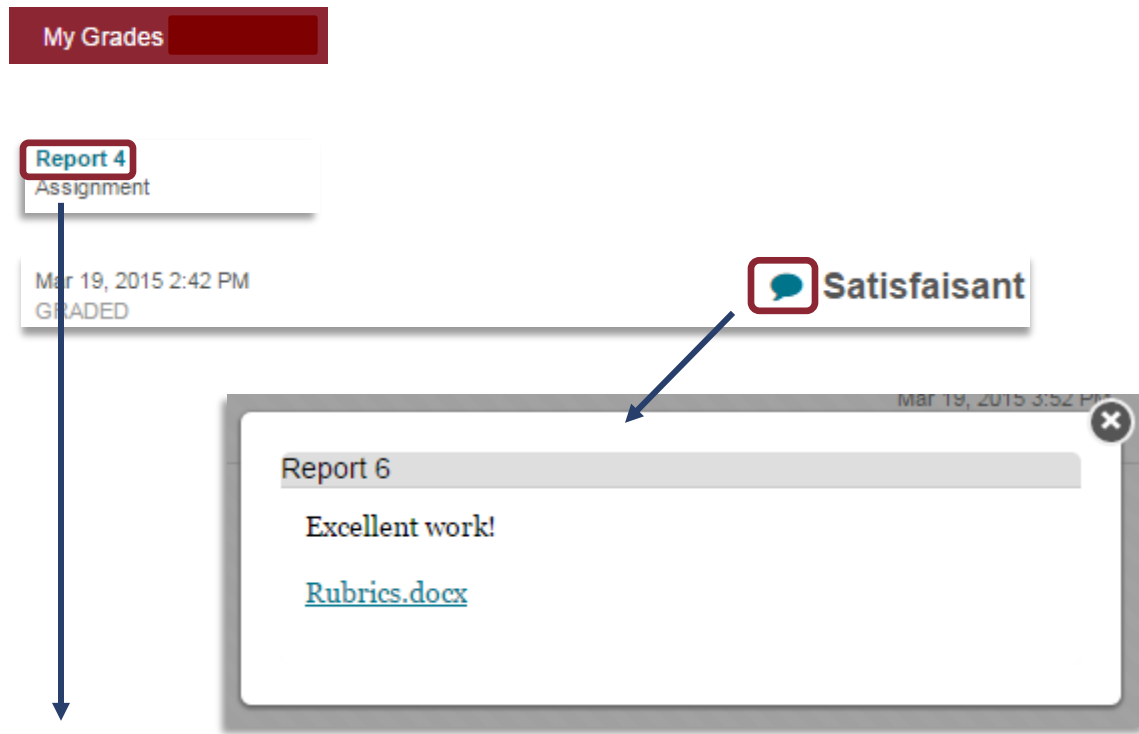 My Grades
Report 4
Assignment
Mar 19, 2015 2:42 PM
GRADED
Satisfaisant
Mar 19, 2015 3:52 PM
Report 6
Excellent work!
Rubrics.docx